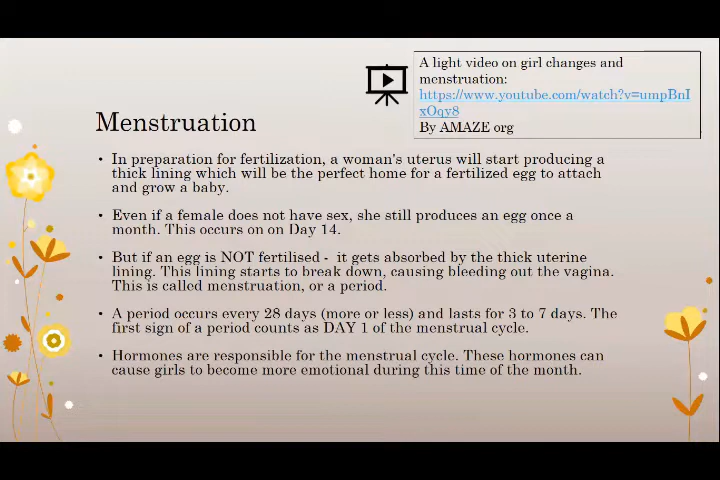 A light video on girl changes and
menstruation:
https://www.youtube.com/watch?v=umpBnI
xOqy8
By AMAZE org
Menstruation
• In preparation for fertilization, a woman's uterus will start producing a
thick lining which will be the perfect home for a fertilized egg to attach
and grow a baby.
• Even if a female does not have sex, she still produces an egg once a
month. This occurs on on Day 14.
• But if an egg is NOT fertilised - it gets absorbed by the thick uterine
lining. This lining starts to break down, causing bleeding out the vagina.
This is called menstruation, or a period.
• A period occurs every 28 days (more or less) and lasts for 3 to 7 days. The
first sign of a period counts as DAY 1 of the menstrual cycle.
• Hormones are responsible for the menstrual cycle. These hormones can
cause girls to become more emotional during this time of the month.